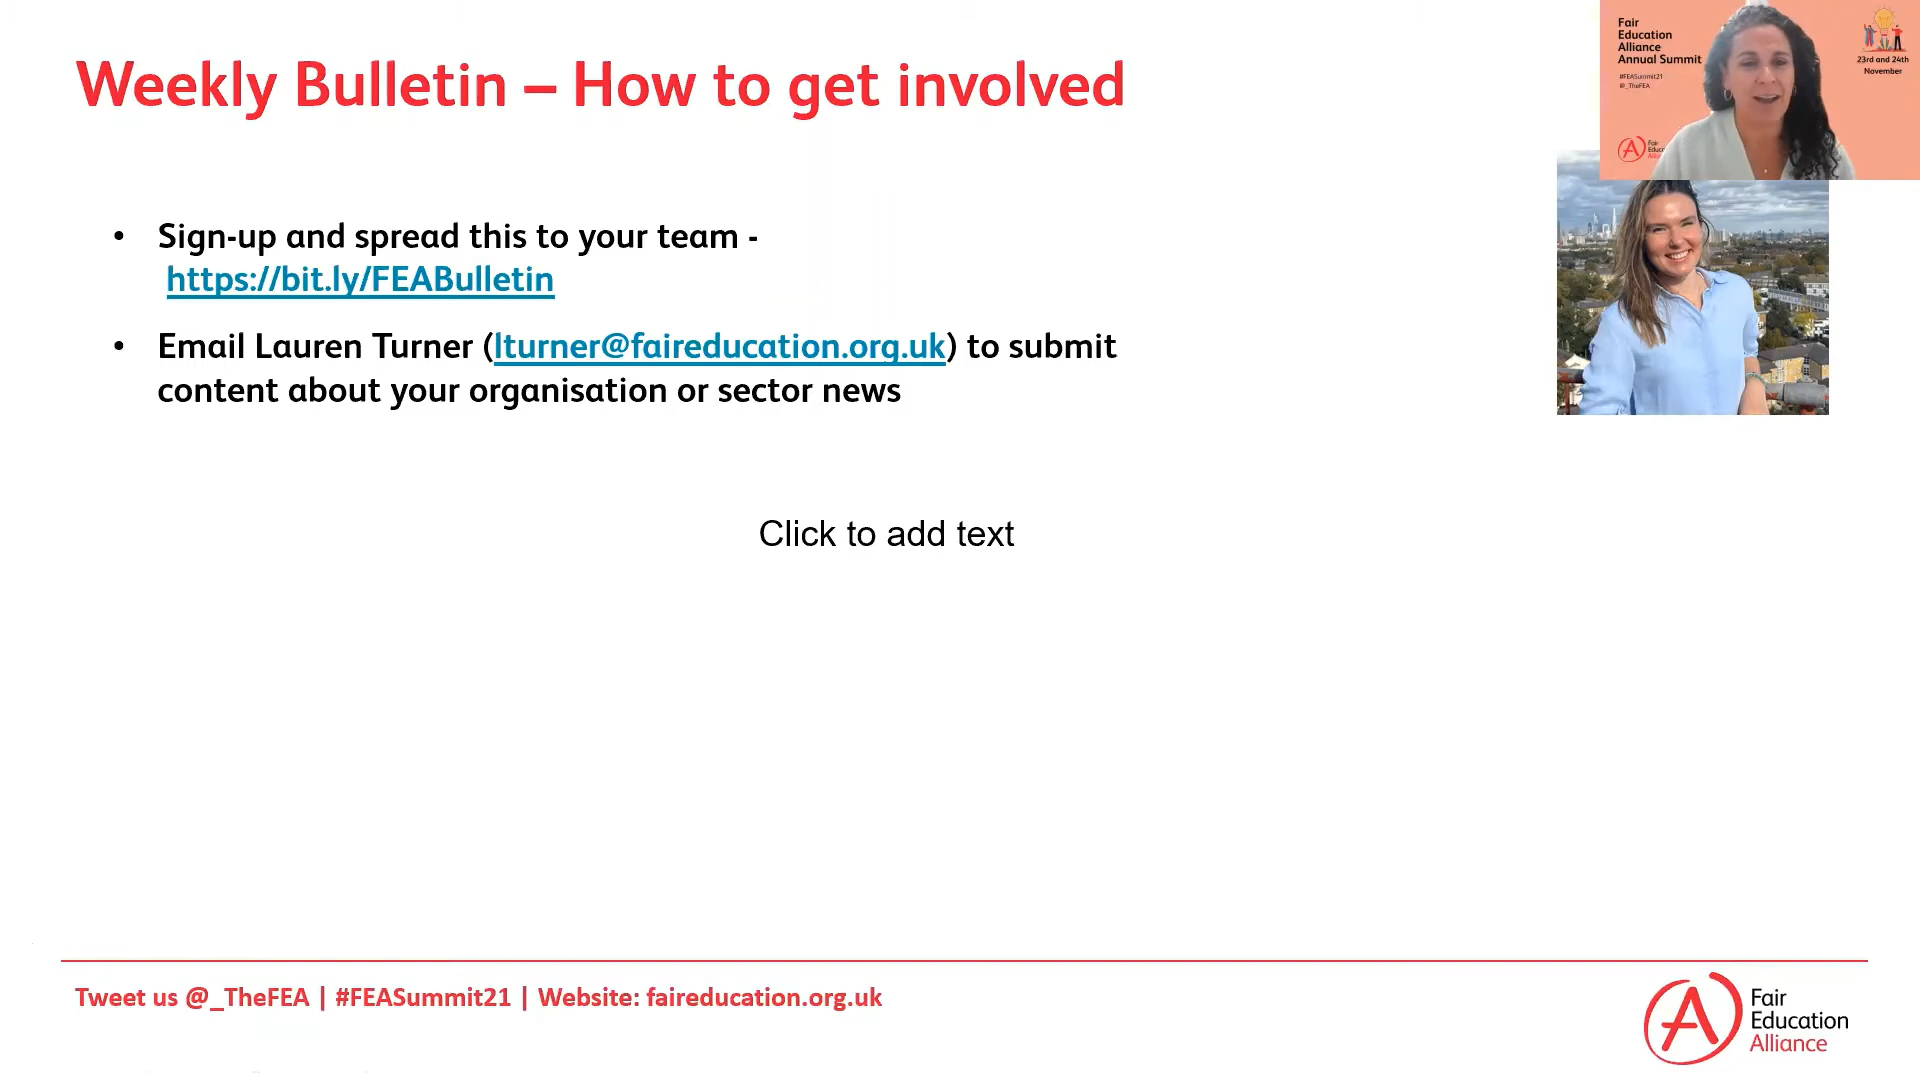 Weekly Bulletin – How to get involved
Fair
Education
Alliance
Annual Summit
#FEASummit21
@_TheFEA
23rd and 24th
November
Fair
• Sign-up and spread this to your team -
https://bit.ly/FEABulletin
• Email Lauren Turner (lturner@faireducation.org.uk) to submit
content about your organisation or sector news
Click to add text
Tweet us @_TheFEA | #FEASummit21 | Website: faireducation.org.uk
Fair
Education
Alliance